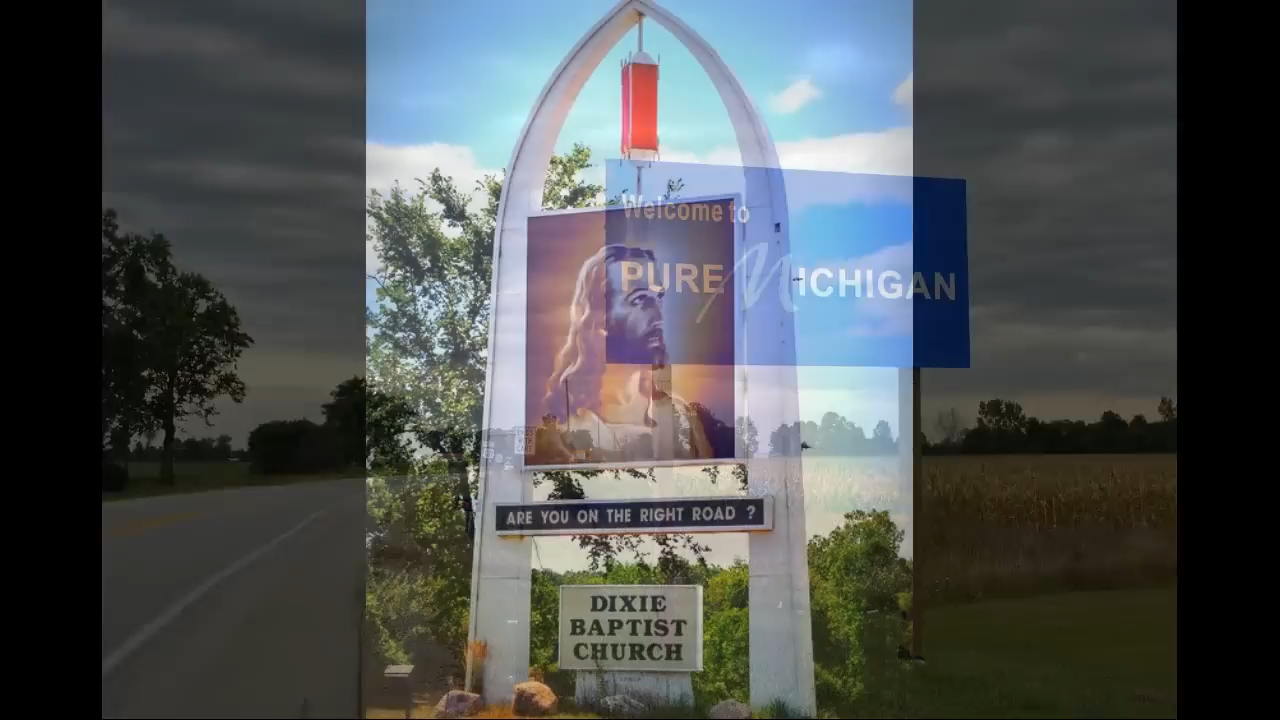 Welcome to
PURE MICHIGAN
ARE YOU ON THE RIGHT ROAD ?
DIXIE
BAPTIST
CHURCH